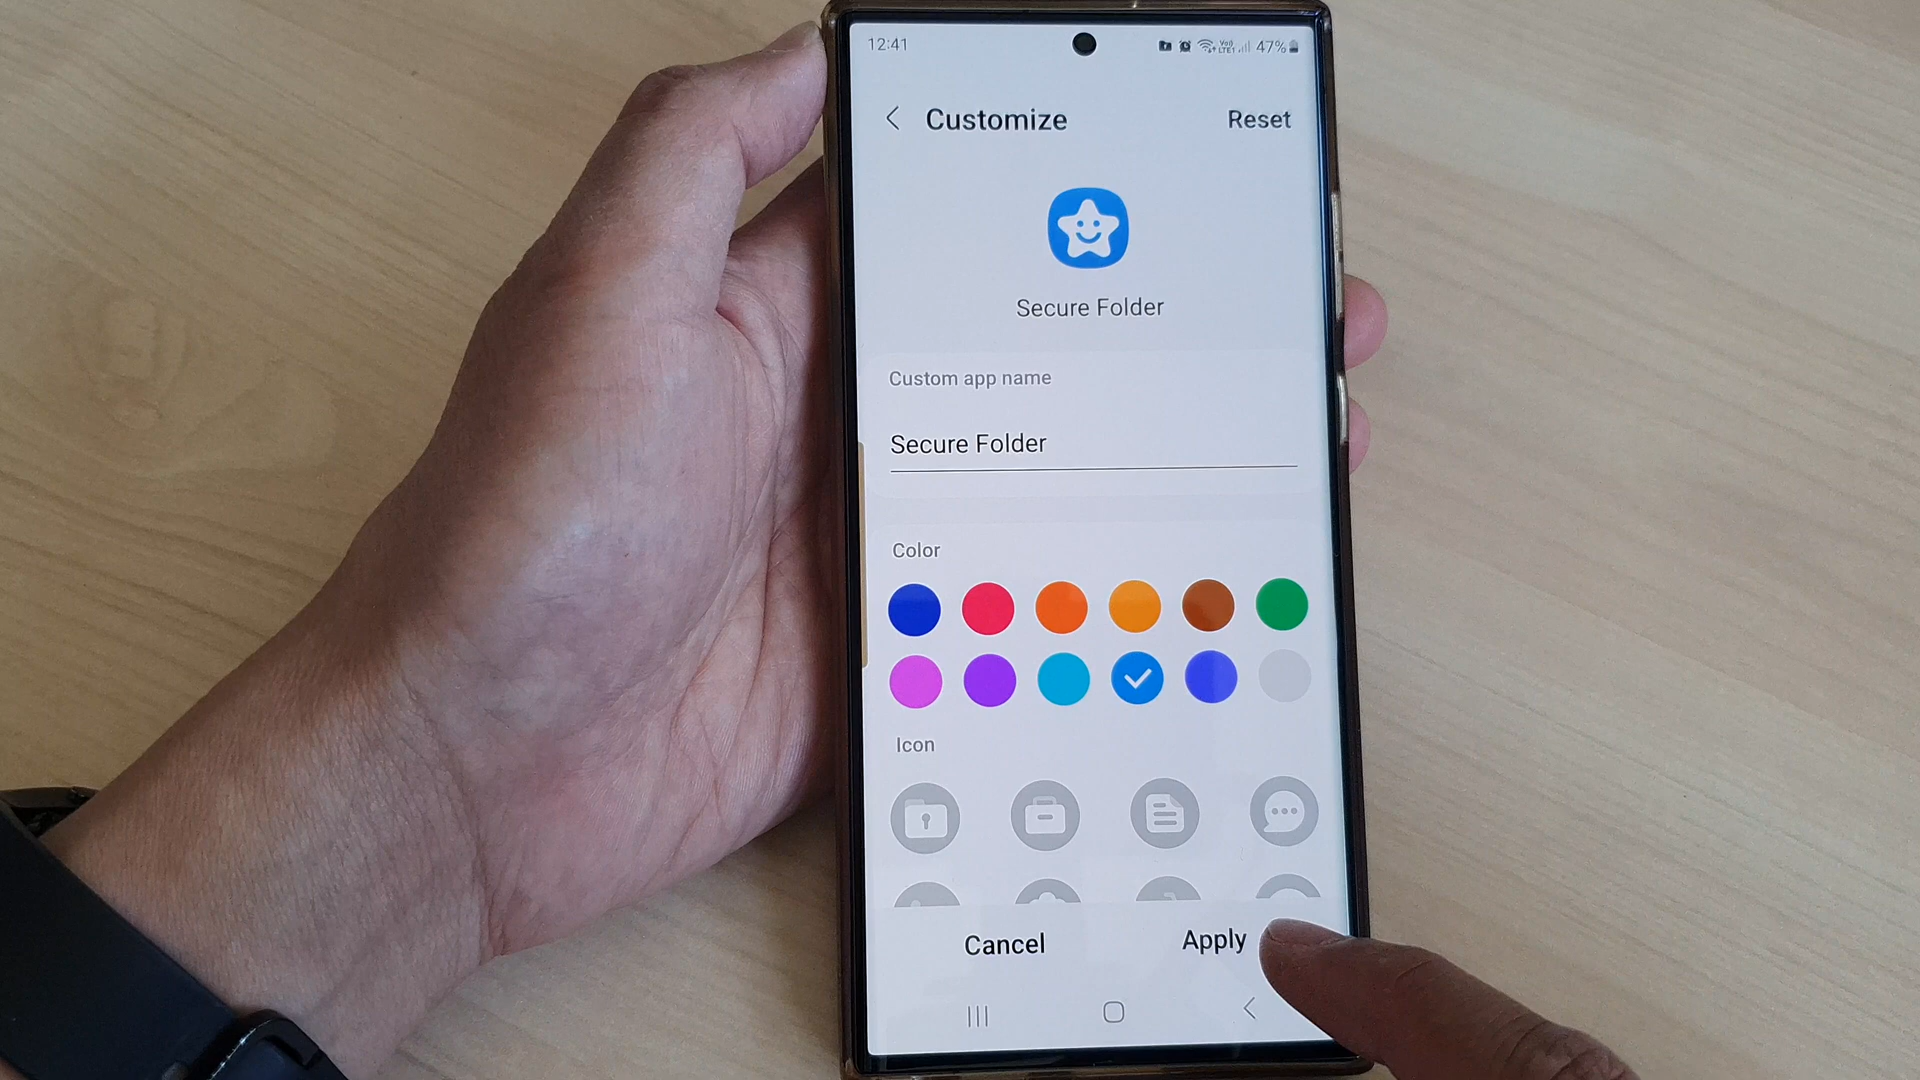 12:41 47%
Customize Reset
Secure Folder
Custom app name
Secure Folder
Color
Icon
Cancel Apply